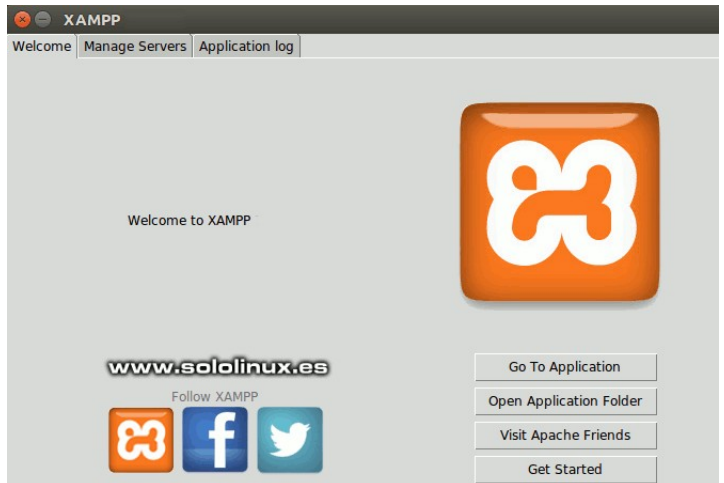 XAMPP
Welcome Manage Servers Application log
Welcome to XAMPP
www.sololinux.es
Follow XAMPP
Go To Application
Open Application Folder
Visit Apache Friends
Get Started